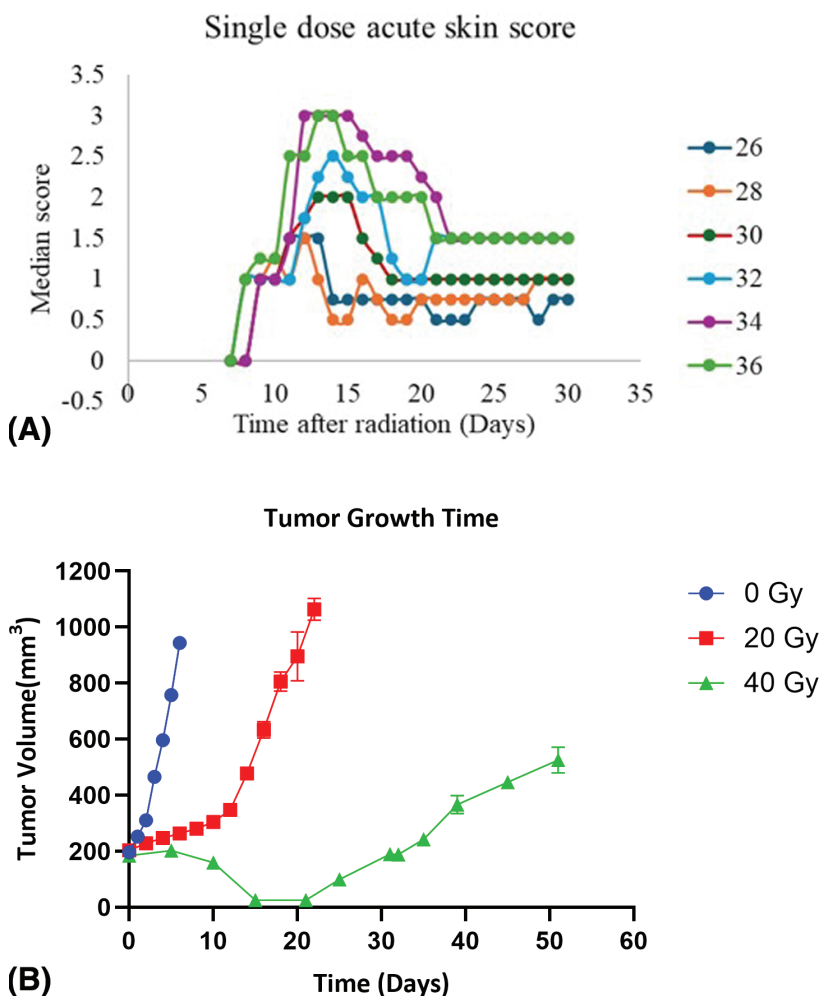 Single dose acute skin score
3.5
3
2.5
2
1.5
1
0.5
0
-0.5
Median score
0 5 10 15 20 25 30 35
Time after radiation (Days)
26
28
30
32
34
36
(A)
Tumor Growth Time
1200
1000
800
600
400
200
0
Tumor Volume(mm³)
0 10 20 30 40 50 60
Time (Days)
0 Gy
20 Gy
40 Gy
(B)